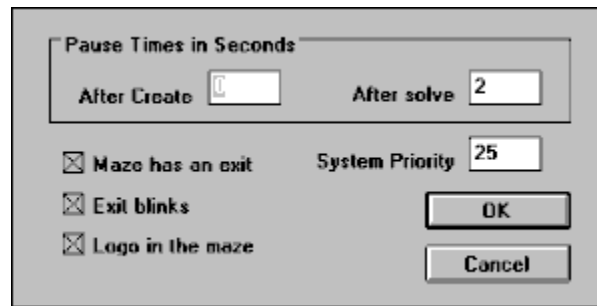 Pause Times in Seconds
After Create 0 After solve 2
Maze has an exit System Priority 25
Exit blinks OK
Logo in the maze Cancel